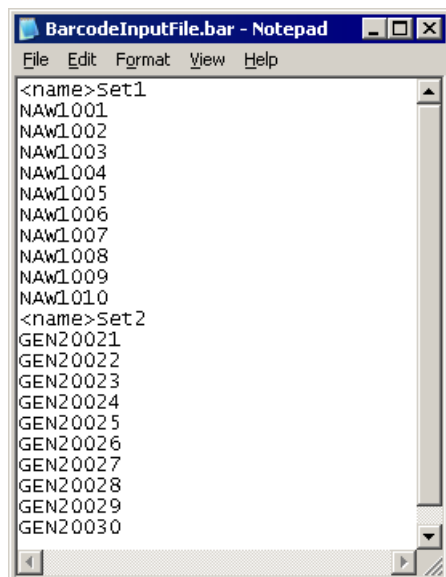 BarcodeInputFile.bar - Notepad
File Edit Format View Help
<name>Set1
NAW1001
NAW1002
NAW1003
NAW1004
NAW1005
NAW1006
NAW1007
NAW1008
NAW1009
NAW1010
<name>Set2
GEN20021
GEN20022
GEN20023
GEN20024
GEN20025
GEN20026
GEN20027
GEN20028
GEN20029
GEN20030